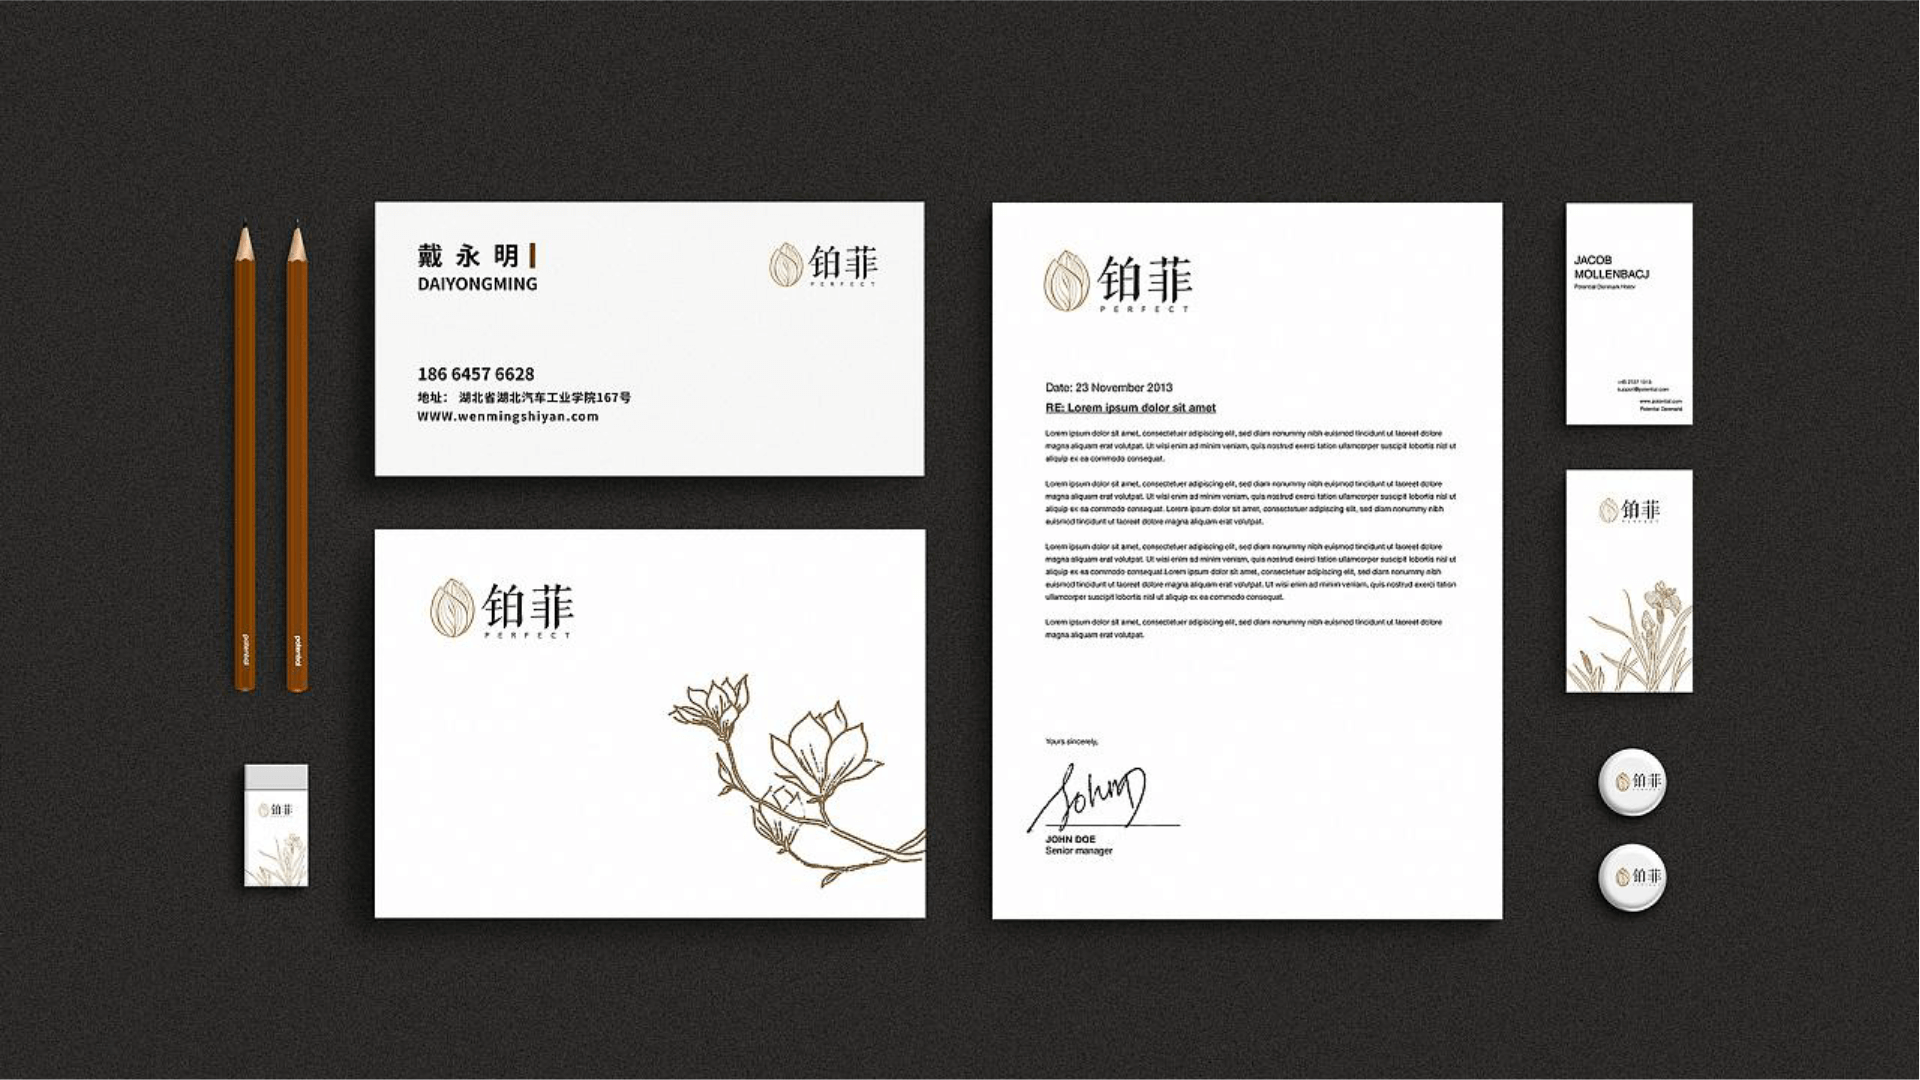 戴永明
DAIYONGMING
铂菲
PERFECT
186 6457 6628
地址： 湖北省湖北汽车工业学院167号
WWW.wenmingshiyan.com
铂菲
PERFECT
铂菲
PERFECT
Date: 23 November 2013
RE: Lorem ipsum dolor sit amet
Lorem ipsum dolor sit amet, consectetuer adipiscing elit, sed diam nonummy nibh euismod tincidunt ut laoreet dolore
magna aliquam erat volutpat. Ut wisi enim ad minim veniam, quis nostrud exerci tation ullamcorper suscipit lobortis nisl ut
aliquip ex ea commodo consequat.
Lorem ipsum dolor sit amet, consectetuer adipiscing elit, sed diam nonummy nibh euismod tincidunt ut laoreet dolore
magna aliquam erat volutpat. Ut wisi enim ad minim veniam, quis nostrud exerci tation ullamcorper suscipit lobortis nisl ut
aliquip ex ea commodo consequat. Lorem ipsum dolor sit amet, consectetuer adipiscing elit, sed diam nonummy nibh
euismod tincidunt ut laoreet dolore magna aliquam erat volutpat.
Lorem ipsum dolor sit amet, consectetuer adipiscing elit, sed diam nonummy nibh euismod tincidunt ut laoreet dolore
magna aliquam erat volutpat. Ut wisi enim ad minim veniam, quis nostrud exerci tation ullamcorper suscipit lobortis nisl ut
aliquip ex ea commodo consequat.Lorem ipsum dolor sit amet, consectetuer adipiscing elit, sed diam nonummy nibh
euismod tincidunt ut laoreet dolore magna aliquam erat volutpat. Ut wisi enim ad minim veniam, quis nostrud exerci tation
ullamcorper suscipit lobortis nisl ut aliquip ex ea commodo consequat.
Lorem ipsum dolor sit amet, consectetuer adipiscing elit, sed diam nonummy nibh euismod tincidunt ut laoreet dolore
magna aliquam erat volutpat.
Yours sincerely,
JohnD
JOHN DOE
Senior manager
JACOB
MOLLENBACJ
support@potential.com
www.potential.com
Potential Denmark
铂菲
PERFECT
铂菲
铂菲
铂菲
potential
potential